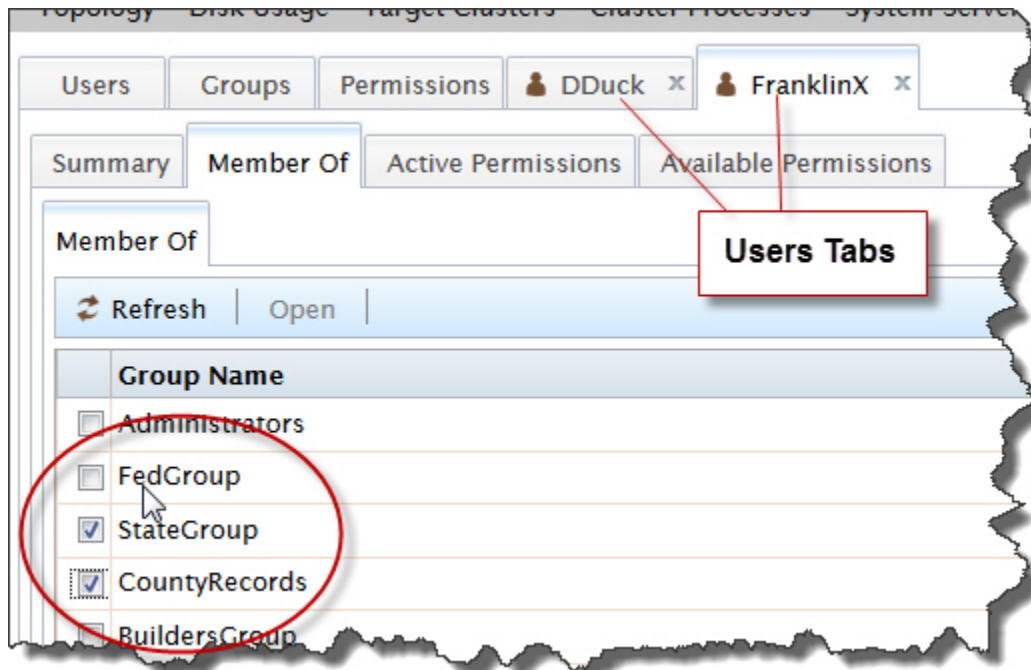 Topology Disk Usage Target Clusters Cluster Processes System Server
Users Groups Permissions DDuck x FranklinX x
Summary Member Of Active Permissions Available Permissions
Member Of
Users Tabs
Refresh Open
Group Name
Administrators
FedGroup
StateGroup
CountyRecords
BuildersGroup